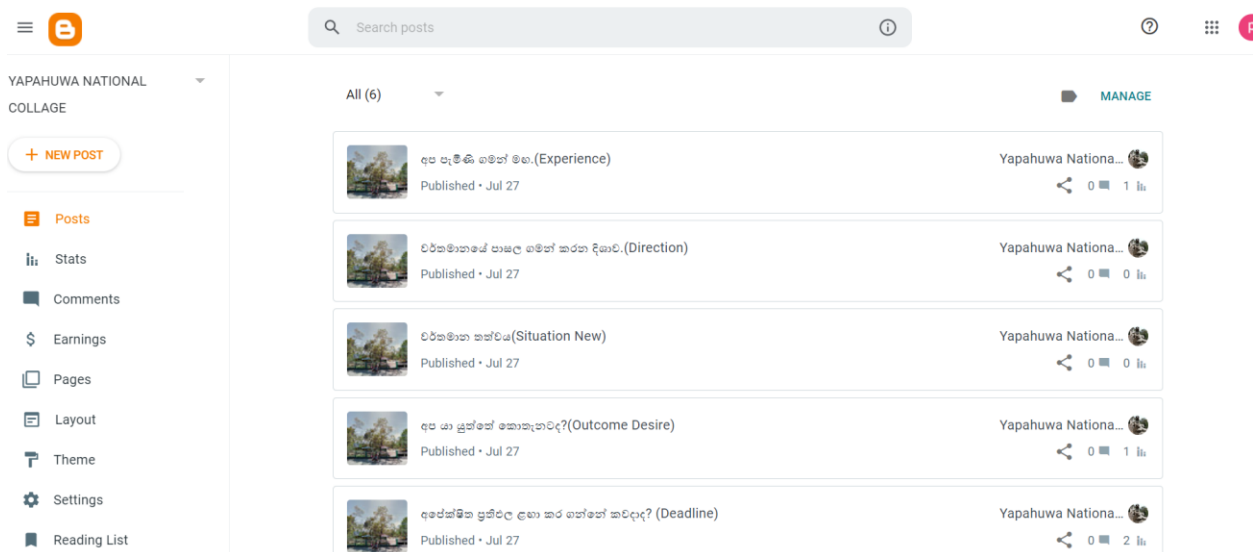 Search posts
YAPAHUWA NATIONAL
COLLAGE
NEW POST
Posts
Stats
Comments
Earnings
Pages
Layout
Theme
Settings
Reading List
All (6)
MANAGE
අප පැමිණි ගමන් මඟ.(Experience)
Yapahuwa Nationa...
Published • Jul 27
0 1
වර්තමානයේ පාසල ගමන් කරන දිශාව.(Direction)
Yapahuwa Nationa...
Published • Jul 27
0 0
වර්තමාන තත්වය(Situation New)
Yapahuwa Nationa...
Published • Jul 27
0 0
අප යා යුත්තේ කොතැනටද?(Outcome Desire)
Yapahuwa Nationa...
Published • Jul 27
0 1
අපේක්ෂිත ප්‍රතිඵල ළඟා කර ගන්නේ කවදාද? (Deadline)
Yapahuwa Nationa...
Published • Jul 27
0 2